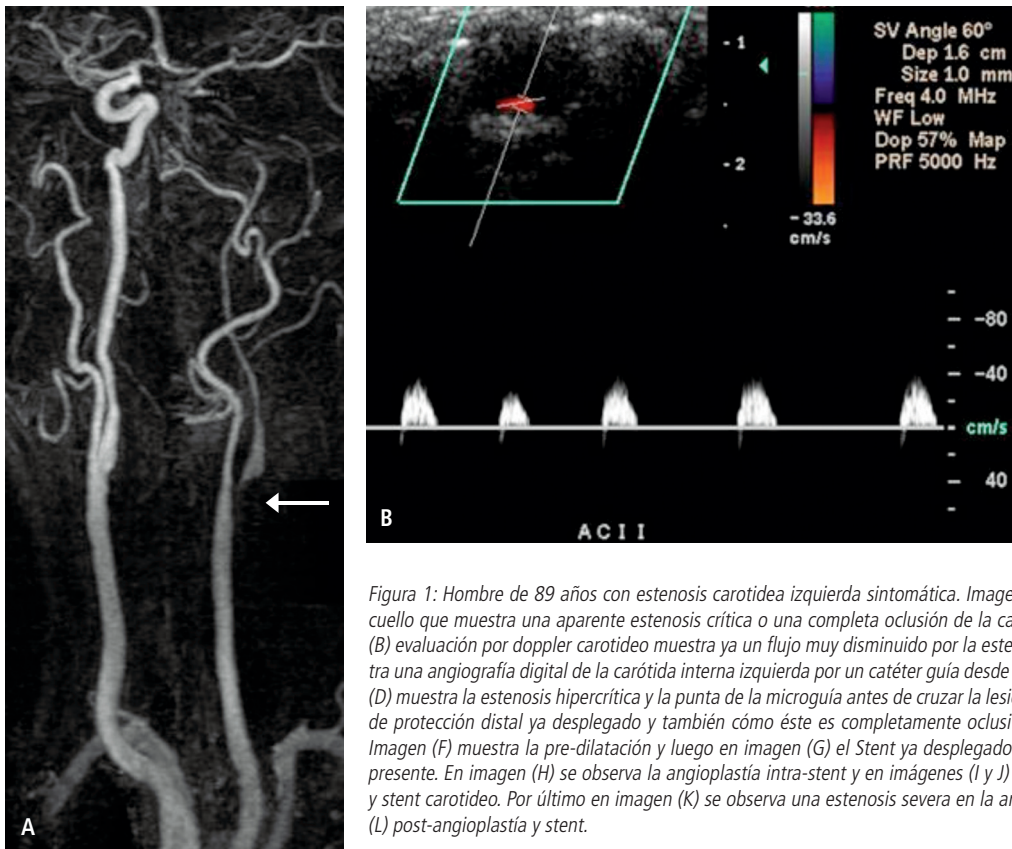 - 1
- 2
- 33.6
cm/s
SV Angle 60°
Dep 1.6 cm
Size 1.0 mm
Freq 4.0 MHz
WF Low
Dop 57% Map
PRF 5000 Hz
-80
-40
cm/s
40
A
B
ACII
Figura 1: Hombre de 89 años con estenosis carotidea izquierda sintomática.
cuello que muestra una aparente estenosis crítica o una completa oclusión de la
(B) evaluación por doppler carotideo muestra ya un flujo muy disminuido por la
tra una angiografía digital de la carótida interna izquierda por un catéter guía desde
(D) muestra la estenosis hipercrítica y la punta de la microguía antes de cruzar la
de protección distal ya desplegado y también cómo éste es completamente
Imagen (F) muestra la pre-dilatación y luego en imagen (G) el Stent ya desplegado
presente. En imagen (H) se observa la angioplastía intra-stent y en imágenes (I y J)
y stent carotideo. Por último en imagen (K) se observa una estenosis severa en la
(L) post-angioplastía y stent.